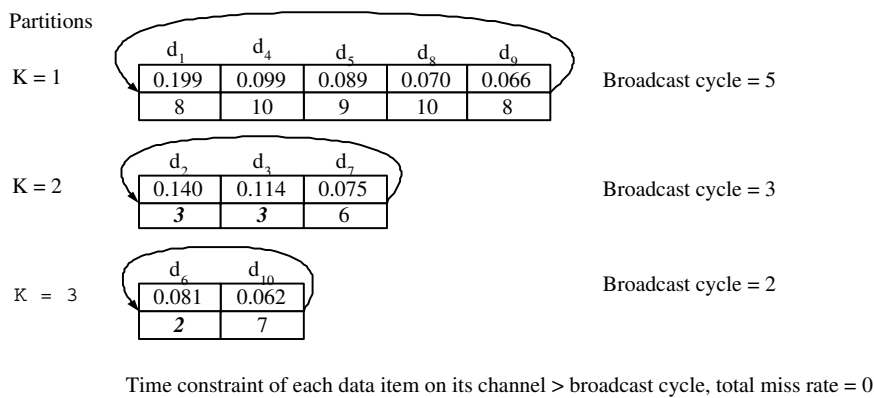 Partitions
d1 d4 d5 d8 d9
K = 1 0.199 0.099 0.089 0.070 0.066 Broadcast cycle = 5
8 10 9 10 8
d2 d3 d7
K = 2 0.140 0.114 0.075 Broadcast cycle = 3
3 3 6
d6 d10
K = 3 0.081 0.062 Broadcast cycle = 2
2 7
Time constraint of each data item on its channel > broadcast cycle, total miss rate = 0